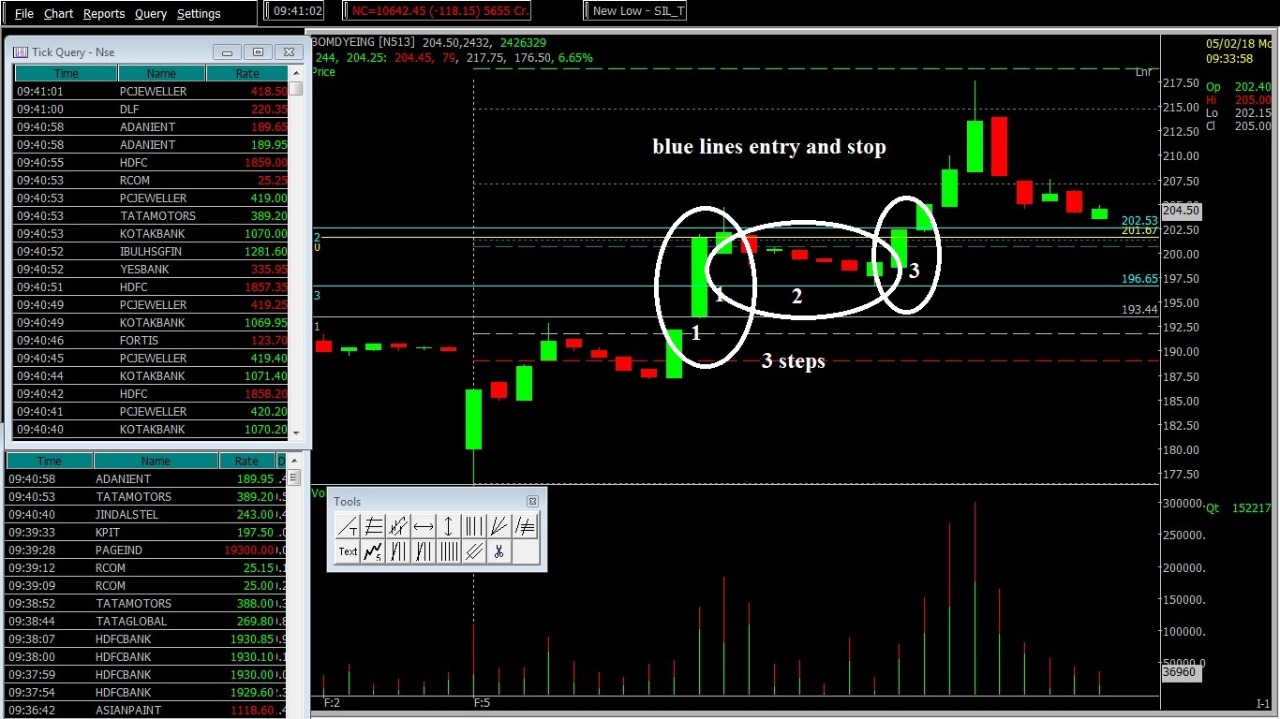 File Chart Reports Query Settings
09:41:02
NC=10642.45 (-118.15) 5655 Cr.
New Low - SIL_T
Tick Query - Nse
Time Name Rate
09:41:01 PCJEWELLER 418.50
09:41:00 DLF 220.35
09:40:58 ADANIENT 189.65
09:40:58 ADANIENT 189.95
09:40:55 HDFC 1859.00
09:40:53 RCOM 25.25
09:40:53 PCJEWELLER 419.00
09:40:53 TATAMOTORS 389.20
09:40:53 KOTAKBANK 1070.00
09:40:52 IBULHSGFIN 1281.60
09:40:52 YESBANK 335.95
09:40:51 HDFC 1857.35
09:40:49 PCJEWELLER 419.25
09:40:49 KOTAKBANK 1069.95
09:40:46 FORTIS 123.70
09:40:45 PCJEWELLER 419.40
09:40:44 KOTAKBANK 1071.40
09:40:42 HDFC 1858.20
09:40:41 PCJEWELLER 420.20
09:40:40 KOTAKBANK 1070.20
Time Name Rate
09:40:58 ADANIENT 189.95
09:40:53 TATAMOTORS 389.20
09:40:40 JINDALSTEL 243.00
09:39:33 KPIT 197.50
09:39:28 PAGEIND 19300.00
09:39:12 RCOM 25.15
09:39:09 RCOM 25.00
09:38:52 TATAMOTORS 388.00
09:38:44 TATAGLOBAL 269.80
09:38:07 HDFCBANK 1930.85
09:38:00 HDFCBANK 1930.10
09:37:59 HDFCBANK 1930.00
09:37:54 HDFCBANK 1929.60
09:36:42 ASIANPAINT 1118.60
BOMDYEING [N513] 204.50,2432, 2426329
244, 204.25: 204.45, 79, 217.75, 176.50, 6.65%
Price
Lnr
blue lines entry and stop
2
U
3
1
1
1
2
3
3 steps
217.50
215.00
212.50
210.00
207.50
204.50
202.53
202.50
201.67
200.00
197.50
196.65
195.00
193.44
192.50
190.00
187.50
185.00
182.50
180.00
177.50
05/02/18 Mo
09:33:58
Op 202.40
Hi 205.00
Lo 202.15
Cl 205.00
Vo
Tools
Text
300000.
250000.
200000.
150000.
100000.
50000.0
36960
Qt 152217
F:2
F:5
I-1